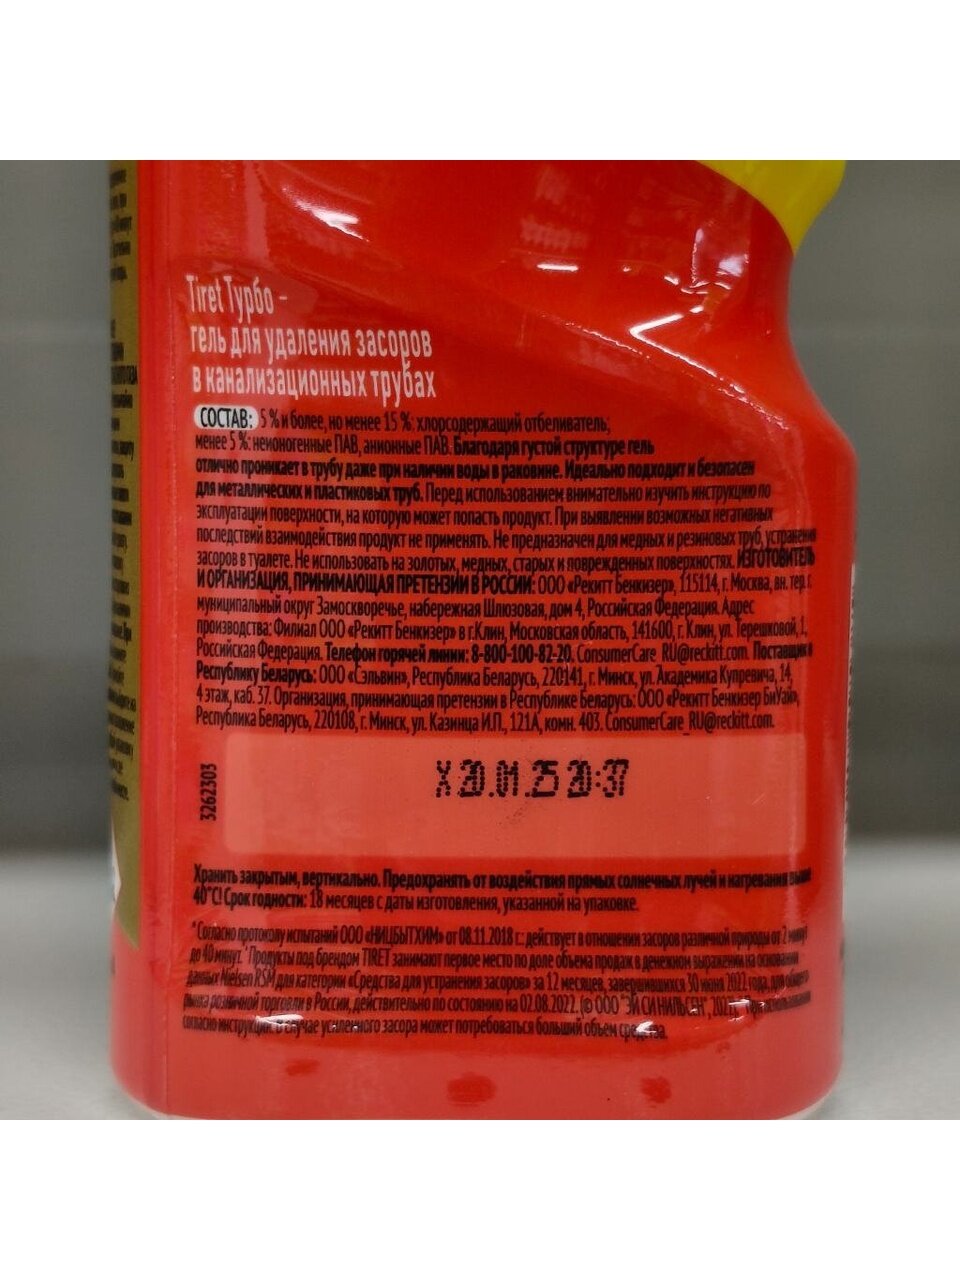 Tiret Турбо -
гель для удаления засоров
в канализационных трубах
СОСТАВ: 5 % и более, но менее 15 %: хлорсодержащий отбеливатель;
менее 5 %: неионогенные ПАВ, анионные ПАВ. Благодаря густой структуре гель
отлично проникает в трубу даже при наличии воды в раковине. Идеально подходит и безопасен
для металлических и пластиковых труб. Перед использованием внимательно изучить инструкцию по
эксплуатации поверхности, на которую может попасть продукт. При выявлении возможных негативных
последствий взаимодействия продукт не применять. Не предназначен для медных и резиновых труб, устранения
засоров в туалете. Не использовать на золотых, медных, старых и поврежденных поверхностях. ИЗГОТОВИТЕЛЬ
И ОРГАНИЗАЦИЯ, ПРИНИМАЮЩАЯ ПРЕТЕНЗИИ В РОССИИ: ООО «Рекитт Бенкизер», 115114, г. Москва, вн. тер. г.
муниципальный округ Замоскворечье, набережная Шлюзовая, дом 4, Российская Федерация. Адрес
производства: Филиал ООО «Рекитт Бенкизер» в г.Клин, Московская область, 141600, г. Клин, ул. Терешковой, 1,
Российская Федерация. Телефон горячей линии: 8-800-100-82-20, ConsumerCare_RU@reckitt.com. Поставщик в
Республику Беларусь: ООО «Сэльвин», Республика Беларусь, 220141, г. Минск, ул. Академика Купревича, 14,
4 этаж, каб. 37. Организация, принимающая претензии в Республике Беларусь: ООО «Рекитт Бенкизер БиУай»,
Республика Беларусь, 220108, г. Минск, ул. Казинца И.П., 121А, комн. 403. ConsumerCare_RU@reckitt.com.
3262303
X 20.01.25 20:37
Хранить закрытым, вертикально. Предохранять от воздействия прямых солнечных лучей и нагревания выше
40°C! Срок годности: 18 месяцев с даты изготовления, указанной на упаковке.
* Согласно протоколу испытаний ООО «НИЦБЫТХИМ» от 08.11.2018 г.: действует в отношении засоров различной природы от 2 минут
до 40 минут. Продукты под брендом TIRET занимают первое место по доле объема продаж в денежном выражении на основании
данных Nielsen RSM для категории «Средства для устранения засоров» за 12 месяцев, завершившихся 30 июня 2022 года, для общего
рынка розничной торговли в России, действительно по состоянию на 02.08.2022. (© ООО "ЭЙ СИ НИЛЬСЕН", При использовании
согласно инструкции. В случае усиленного засора может потребоваться больший объем средства.